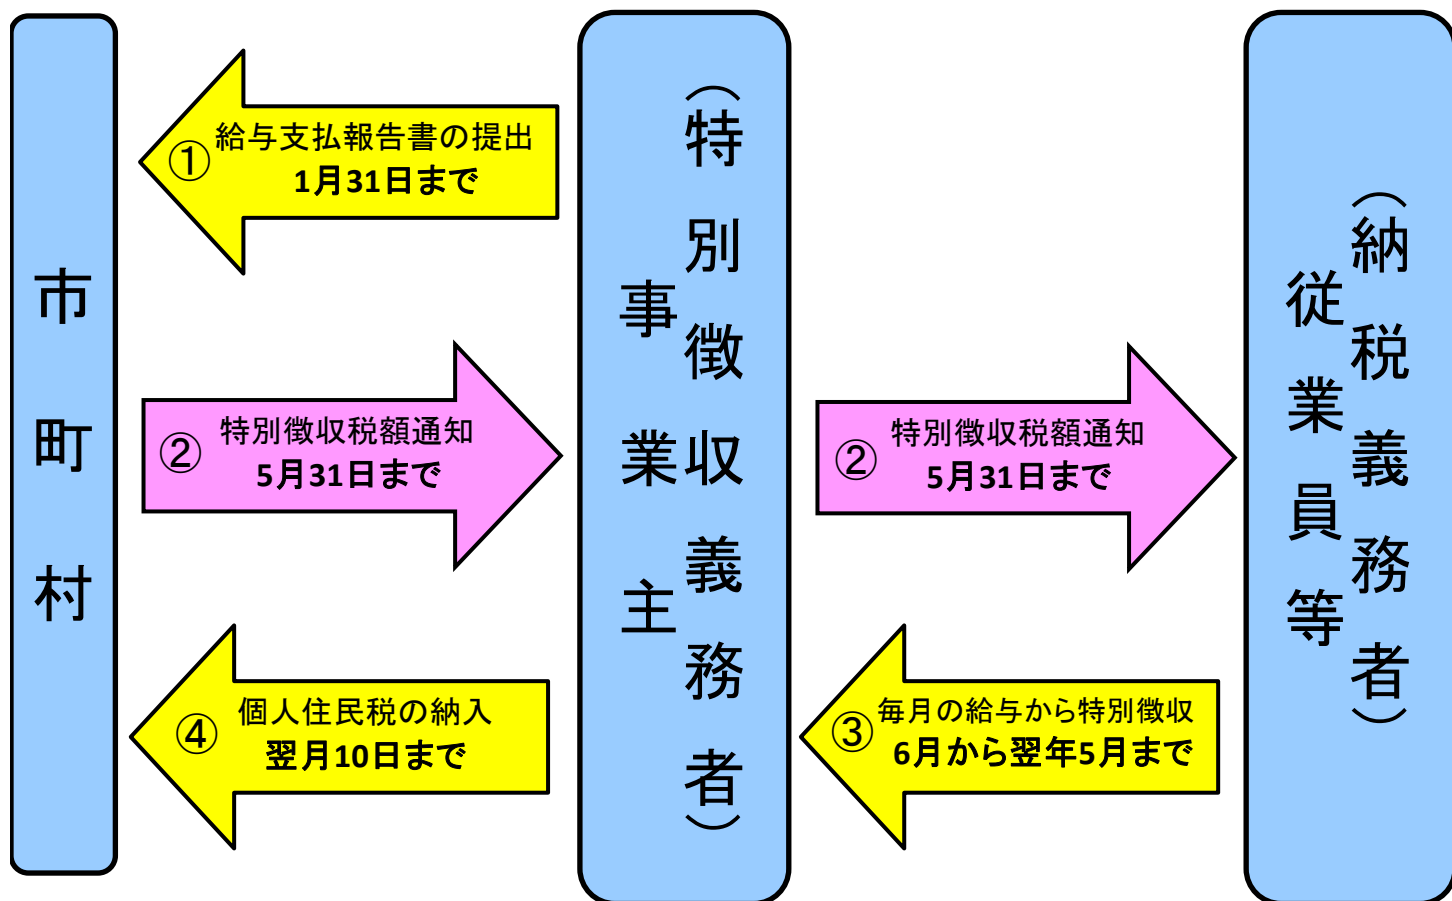 市町村
① 給与支払報告書の提出
1月31日まで
② 特別徴収税額通知
5月31日まで
④ 個人住民税の納入
翌月10日まで
(特別徴収義務者)
事業主
② 特別徴収税額通知
5月31日まで
③ 毎月の給与から特別徴収
6月から翌年5月まで
(納税義務者)
従業員等